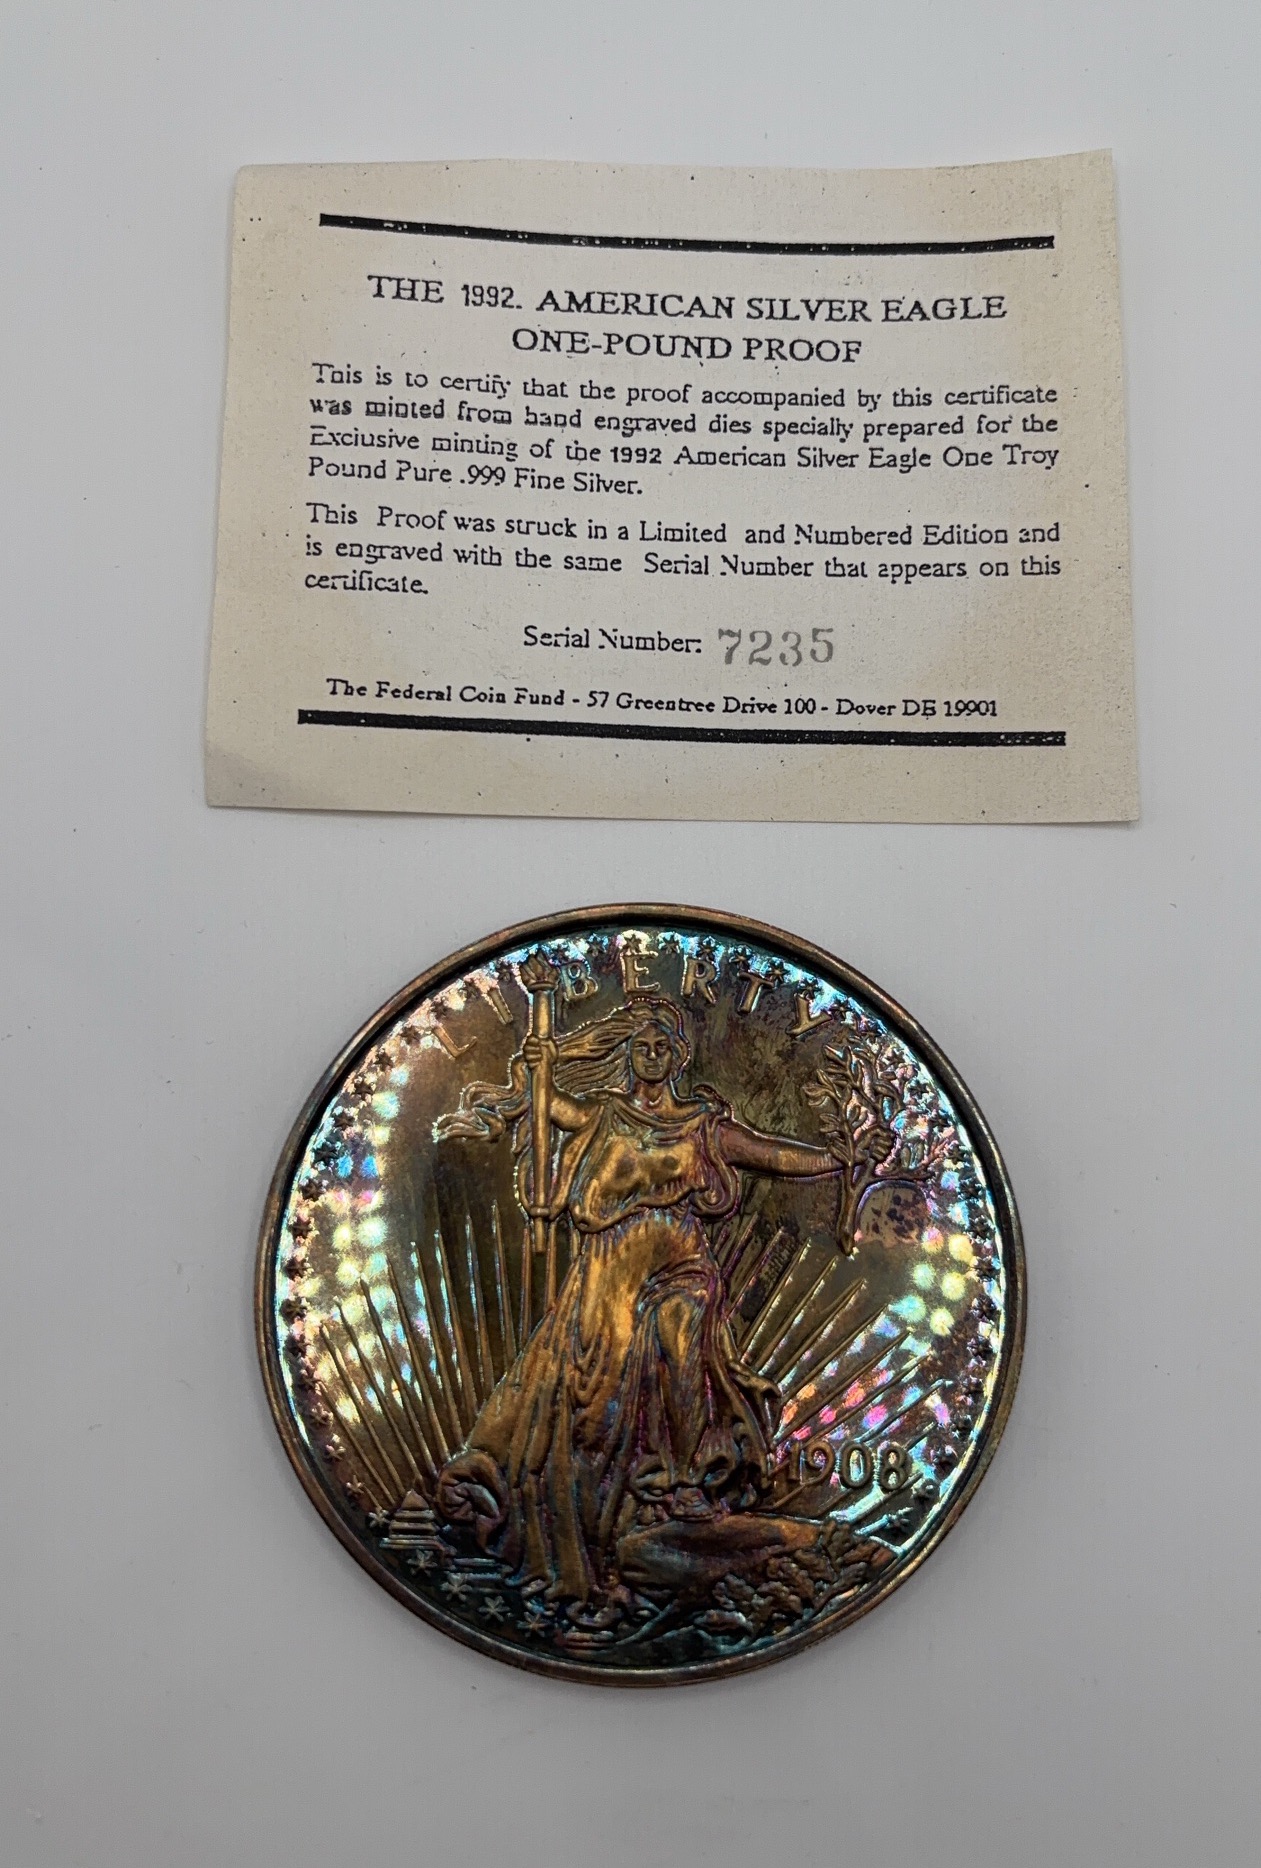 THE 1992. AMERICAN SILVER EAGLE
ONE-POUND PROOF
This is to certify that the proof accompanied by this certificate
was minted from hand engraved dies specially prepared for the
Exclusive minting of the 1992 American Silver Eagle One Troy
Pound Pure .999 Fine Silver.
This Proof was struck in a Limited and Numbered Edition and
is engraved with the same Serial Number that appears on this
certificate.
Serial Number: 7235
The Federal Coin Fund - 57 Greentree Drive 100 - Dover DE 19901
LIBERTY
1908